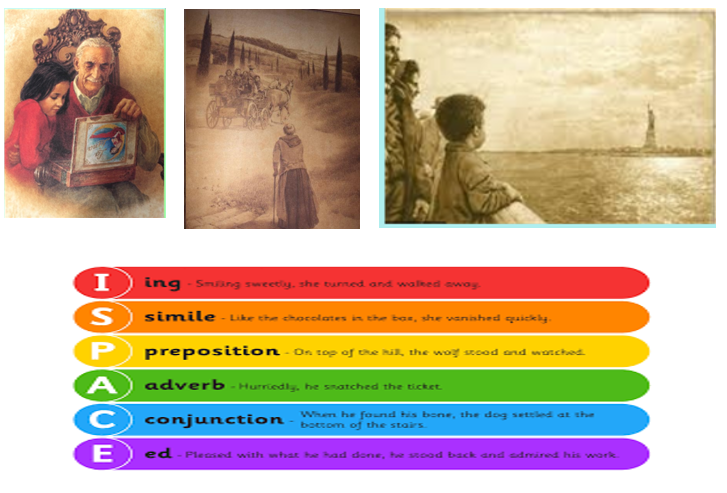 I ing - Smiling sweetly, she turned and walked away.
S simile - Like the chocolates in the box, she vanished quickly.
P preposition - On top of the hill, the wolf stood and watched.
A adverb - Hurriedly, he snatched the ticket.
C conjunction - When he found his bone, the dog settled at the
bottom of the stairs.
E ed - Pleased with what he had done, he stood back and admired his work.